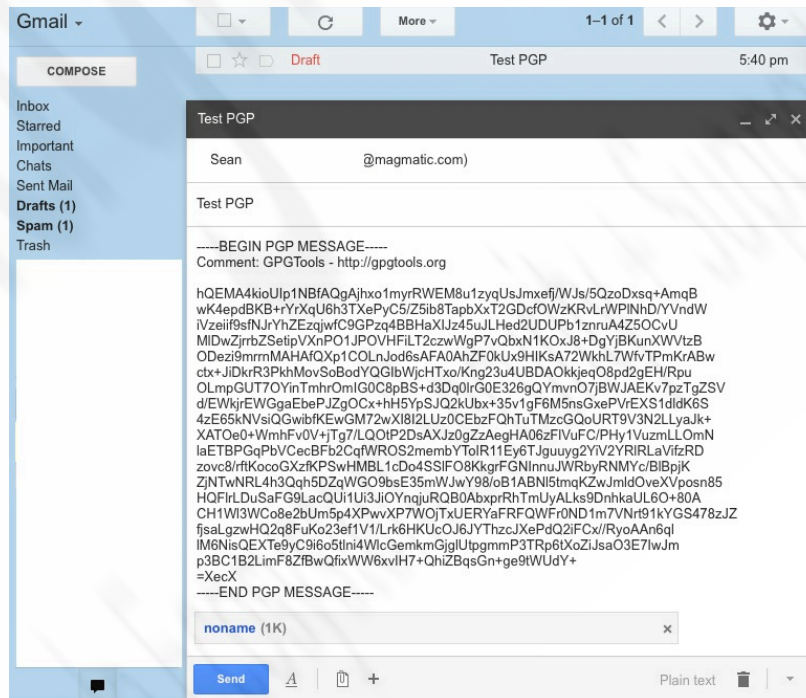 Gmail
More
1–1 of 1
COMPOSE
Draft
Test PGP
5:40 pm
Inbox
Starred
Important
Chats
Sent Mail
Drafts (1)
Spam (1)
Trash
Test PGP
Sean @magmatic.com)
Test PGP
-----BEGIN PGP MESSAGE-----
Comment: GPGTools - http://gpgtools.org
hQEMA4kioUIp1NBfAQgAjhxo1myrRWEM8u1zyqUsJmxefj/WJs/5QzoDxsq+AmqB
wK4epdBKB+rYrXqU6h3TXePyC5/Z5ib8TapbXxT2GDcfOWzKRvLrWPlNhD/YVndW
iVzeiif9sfNJrYhZEzqjwfC9GPzq4BBHaXlJz45uJLHed2UDUPb1znruA4Z5OCvU
MlDwZjrrbZSetipVXnPO1JPOVHFiLT2czwWgP7vQbxN1KOxJ8+DgYjBKunXWVtzB
ODezi9mrrnMAHAfQXp1COLnJod6sAFA0AhZF0kUx9HIKsA72WkhL7WfvTPmKrABw
ctx+JiDkrR3PkhMovSoBodYQGIbWjcHTxo/Kng23u4UBDAOkkjeqO8pd2gEH/Rpu
OLmpGUT7OYinTmhrOmIG0C8pBS+d3Dq0lrG0E326gQYmvnO7jBWJAEKv7pzTgZSV
d/EWkjrEWGgaEbePJZgOCx+hH5YpSJQ2kUbx+35v1gF6M5nsGxePVrEXS1dIdK6S
4zE65kNVsiQGwibfKEwGM72wXI8I2LUz0CEbzFQhTuTMzcGQoURT9V3N2LLyaJk+
XATOe0+WmhFv0V+jTg7/LQOtP2DsAXJz0gZzAegHA06zFlVuFC/PHy1VuzmLLOmN
laETBPGqPbVCecBFb2CqfWROS2membYToIR11Ey6TJguuyg2YiV2YRlRLaVifzRD
zovc8/rftKocoGXzfKPSwHMBL1cDo4SSlFO8KkgrFGNInnuJWRbyRNMYc/BlBpjK
ZjNTwNRL4h3Qqh5DZqWGO9bsE35mWJwY98/oB1ABNl5tmqKZwJmldOveXVposn85
HQFlrLDuSaFG9LacQUi1Ui3JiOYnqjuRQB0AbxprRhTmUyALks9DnhkaUL6O+80A
CH1Wl3WCo8e2bUm5p4XPwvXP7WOjTxUERYaFRFQWFr0ND1m7VNrt91kYGS478zJZ
fjsaLgzwHQ2q8FuKo23ef1V1/Lrk6HKUcOJ6JYThzcJXePdQ2iFCx//RyoAAn6ql
lM6NisQEXTe9yC9i6o5tlni4WlcGemkmGjglUtpgmmP3TRp6tXoZiJsaO3E7IwJm
p3BC1B2LimF8ZfBwQfixWW6xvIH7+QhiZBqsGn+ge9tWUdY+
=XecX
-----END PGP MESSAGE-----
noname (1K)
Send
Plain text